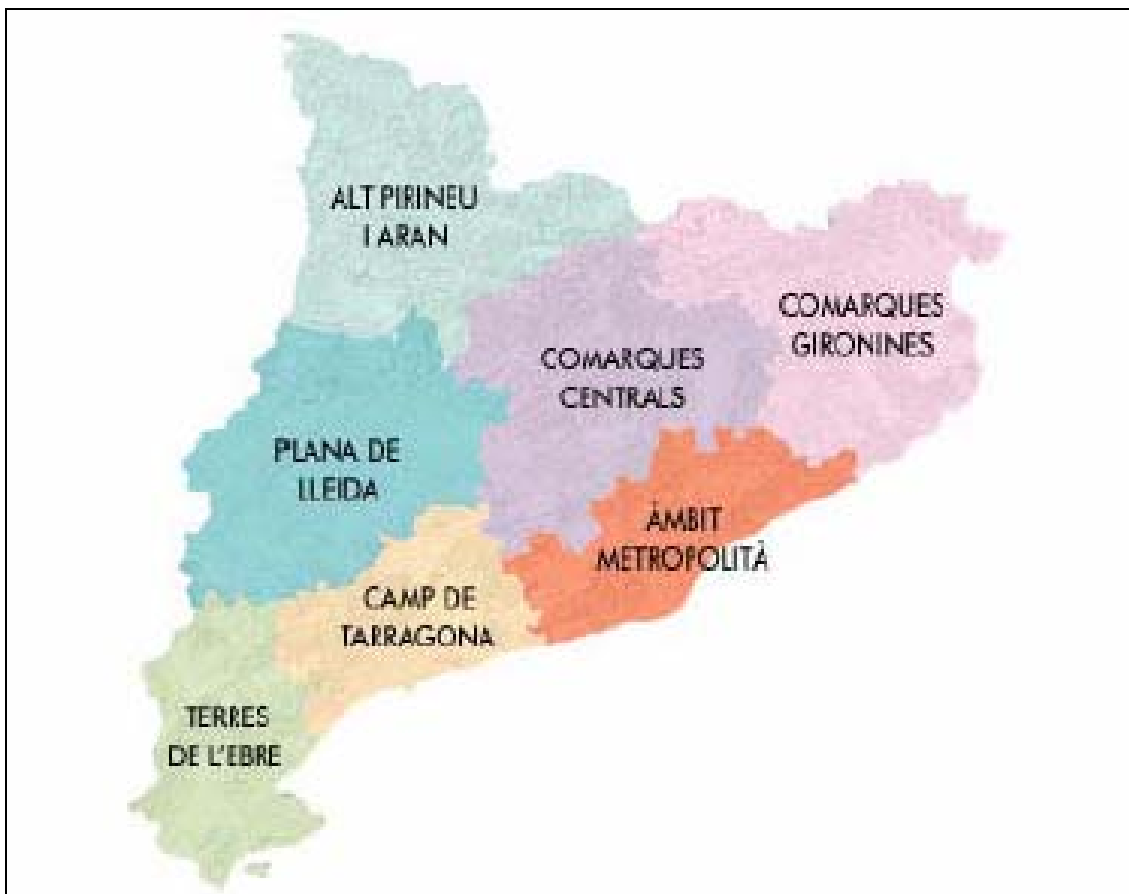 ALT PIRINEU
I ARAN
COMARQUES
GIRONINES
COMARQUES
CENTRALS
PLANA DE
LLEIDA
ÀMBIT
METROPOLITÀ
CAMP DE
TARRAGONA
TERRES
DE L'EBRE